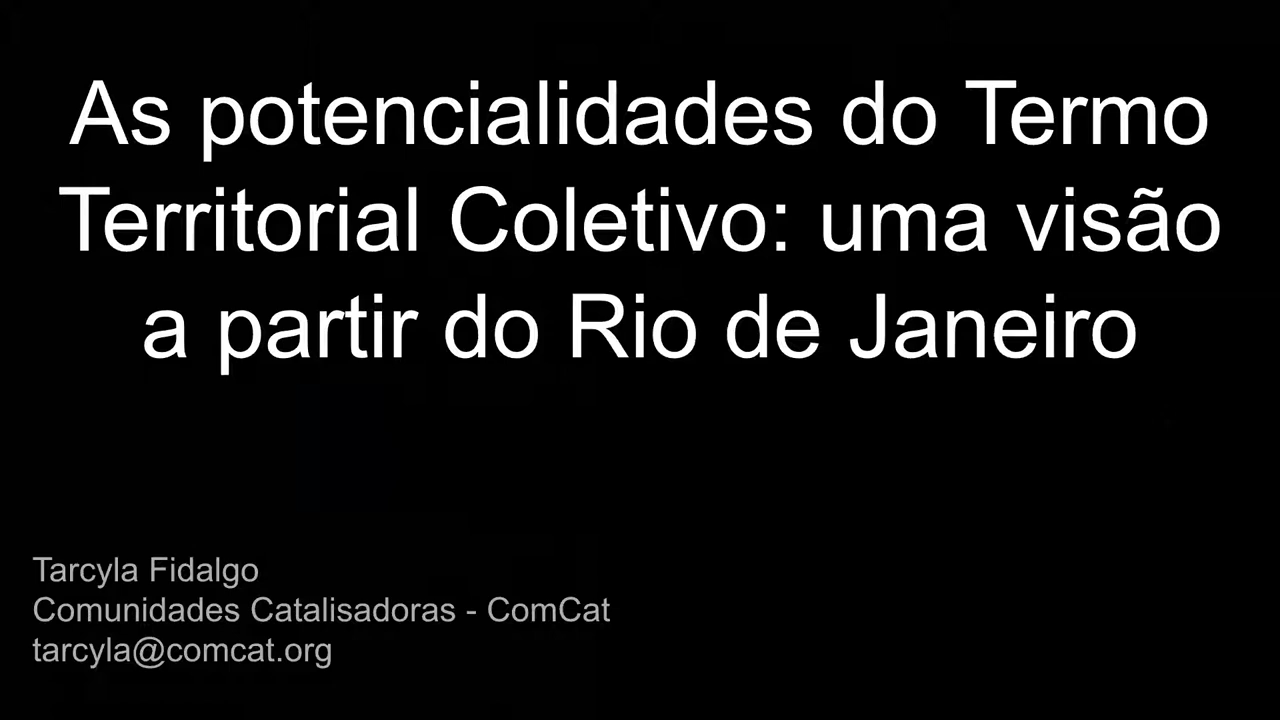 As potencialidades do Termo
Territorial Coletivo: uma visão
a partir do Rio de Janeiro
Tarcyla Fidalgo
Comunidades Catalisadoras - ComCat
tarcyla@comcat.org